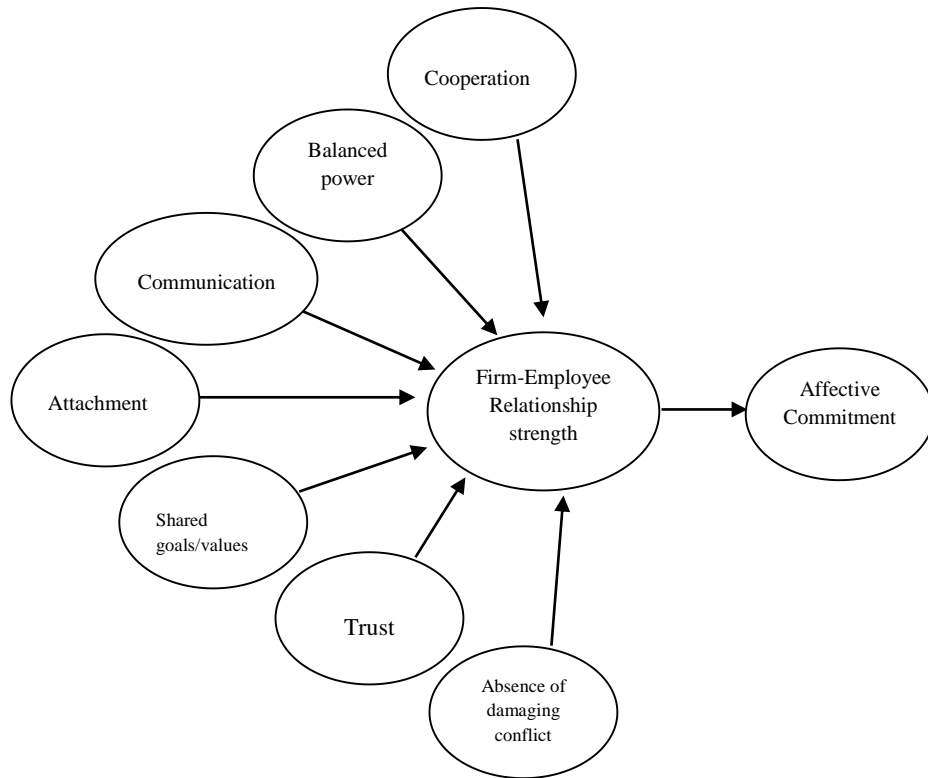 Cooperation
Balanced
power
Communication
Attachment
Firm-Employee
Relationship
strength
Affective
Commitment
Shared
goals/values
Trust
Absence of
damaging
conflict